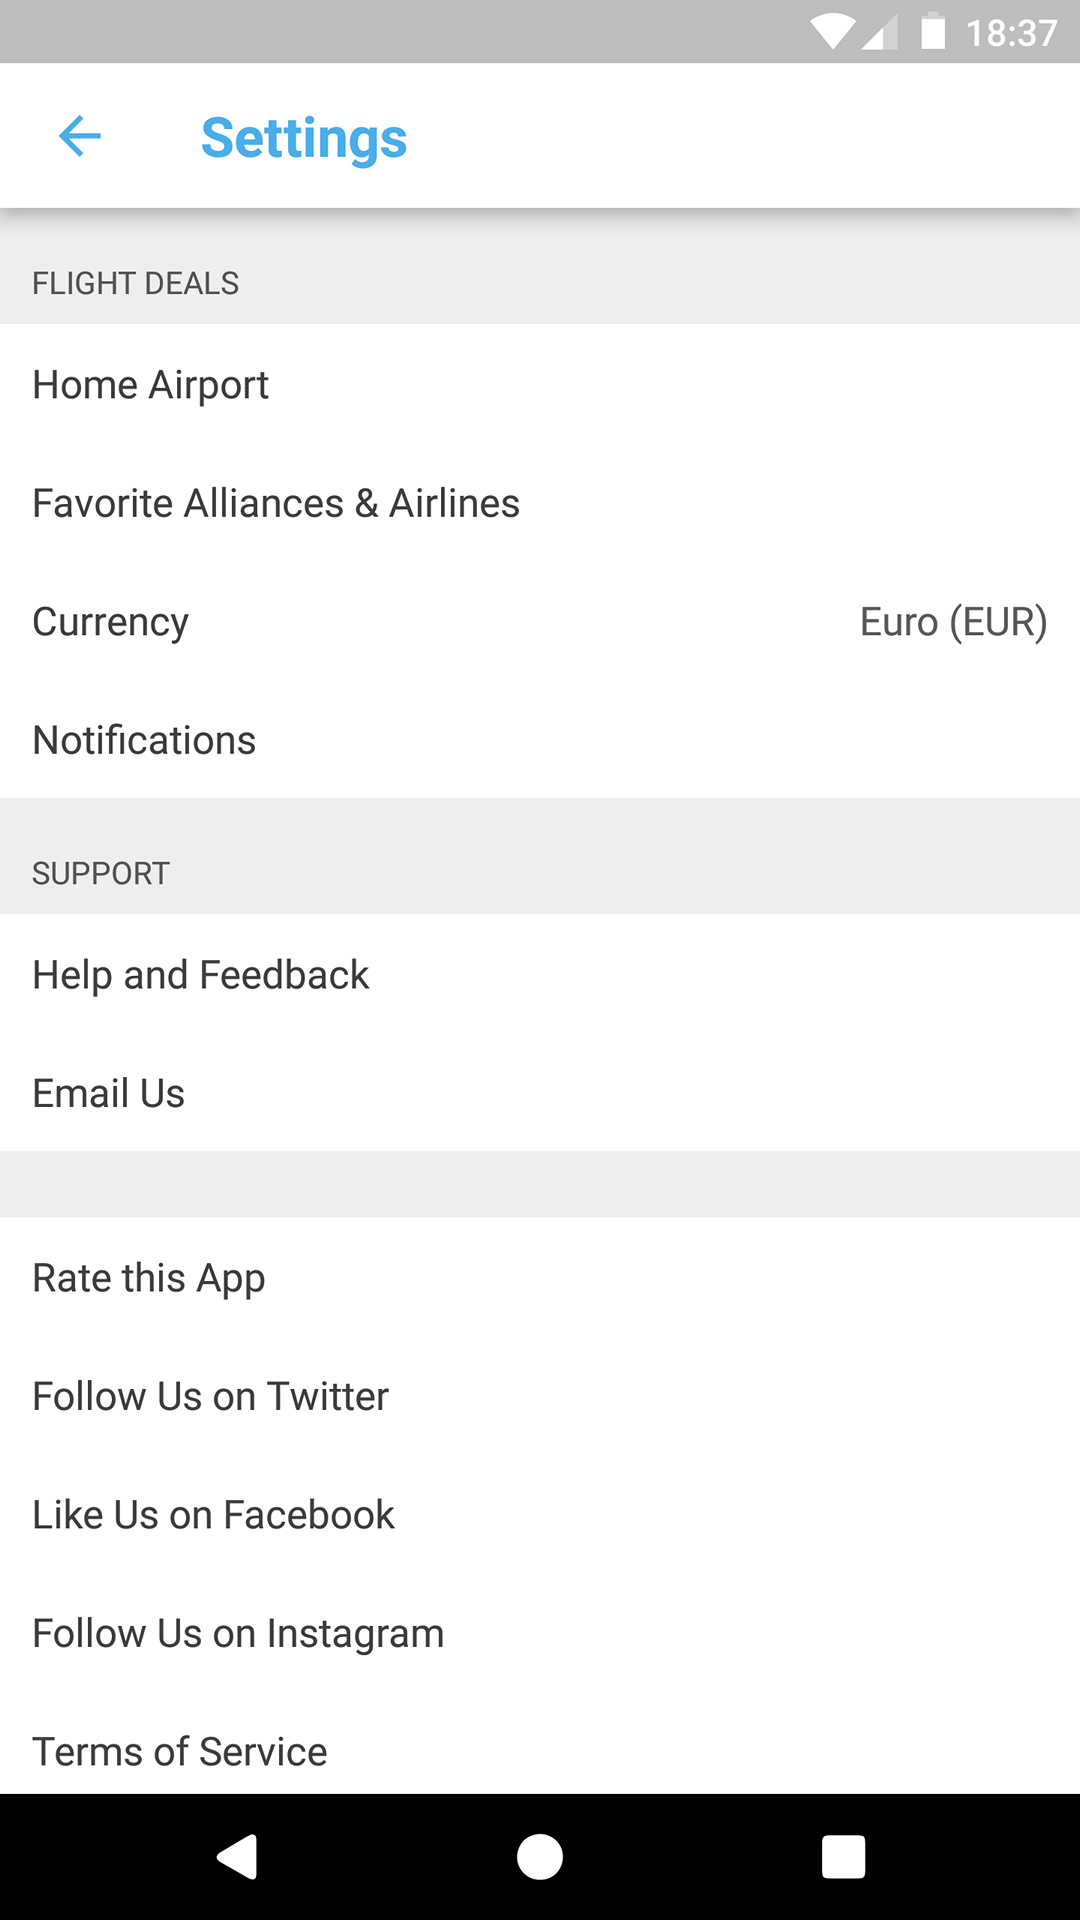 18:37
Settings
FLIGHT DEALS
Home Airport
Favorite Alliances & Airlines
Currency Euro (EUR)
Notifications
SUPPORT
Help and Feedback
Email Us
Rate this App
Follow Us on Twitter
Like Us on Facebook
Follow Us on Instagram
Terms of Service